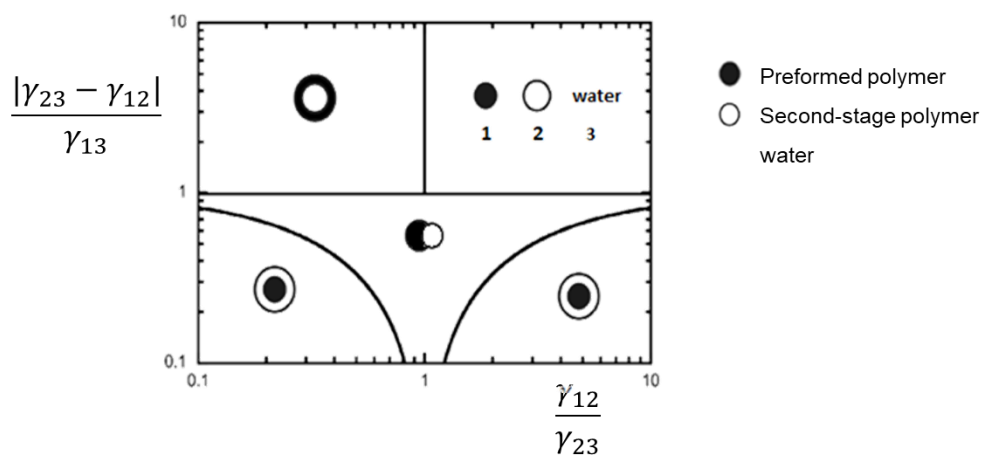 10
|γ23 − γ12|
γ13
water
1 2 3
1
0.1
0.1 1 10
γ12
γ23
Preformed polymer
Second-stage polymer
water